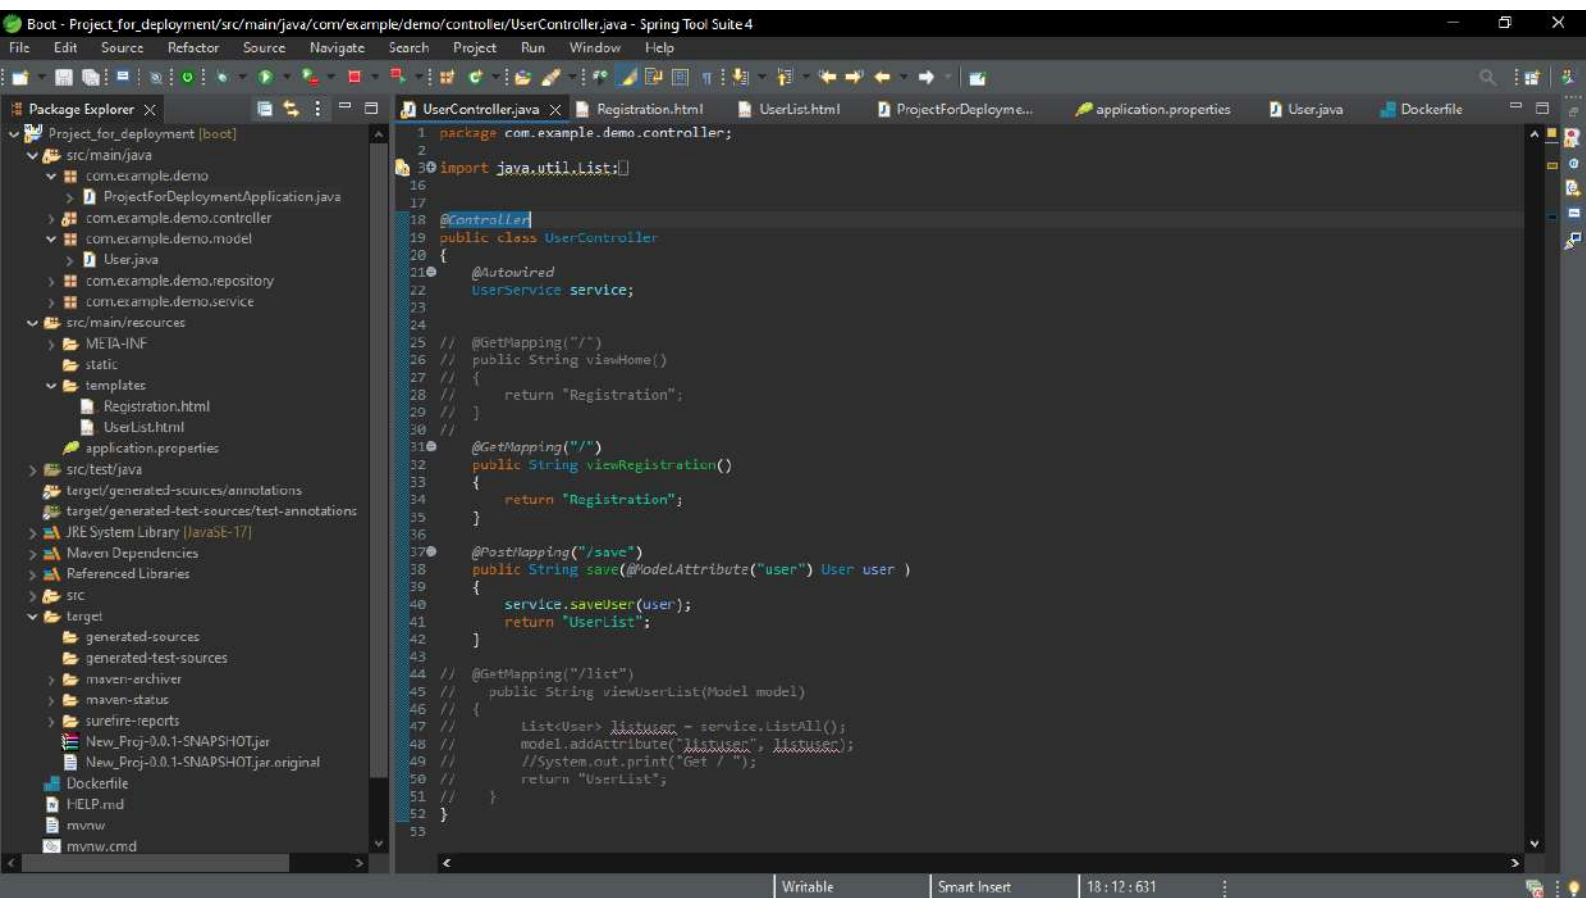 Boot - Project_for_deployment/src/main/java/com/example/demo/controller/UserController.java - Spring Tool Suite 4
File Edit Source Refactor Source Navigate Search Project Run Window Help
Package Explorer
UserController.java Registration.html UserList.html ProjectForDeployme... application.properties User.java Dockerfile
Project_for_deployment [boot]
src/main/java
com.example.demo
ProjectForDeploymentApplication.java
com.example.demo.controller
com.example.demo.model
User.java
com.example.demo.repository
com.example.demo.service
src/main/resources
META-INF
static
templates
Registration.html
UserList.html
application.properties
src/test/java
target/generated-sources/annotations
target/generated-test-sources/test-annotations
JRE System Library [JavaSE-17]
Maven Dependencies
Referenced Libraries
src
target
generated-sources
generated-test-sources
maven-archiver
maven-status
surefire-reports
New_Proj-0.0.1-SNAPSHOT.jar
New_Proj-0.0.1-SNAPSHOT.jar.original
Dockerfile
HELP.md
mvnw
mvnw.cmd
1 package com.example.demo.controller;
2
3 import java.util.List;
16
17
18 @Controller
19 public class UserController
20 {
21 @Autowired
22 UserService service;
23
24
25 // @GetMapping("/")
26 // public String viewHome()
27 // {
28 // return "Registration";
29 // }
30 //
31 @GetMapping("/")
32 public String viewRegistration()
33 {
34 return "Registration";
35 }
36
37 @PostMapping("/save")
38 public String save(@ModelAttribute("user") User user )
39 {
40 service.saveUser(user);
41 return "UserList";
42 }
43
44 // @GetMapping("/list")
45 // public String viewUserList(Model model)
46 // {
47 // List<User> listuser = service.ListAll();
48 // model.addAttribute("listuser", listuser);
49 // //System.out.print("Get / ");
50 // return "UserList";
51 // }
52 }
53
Writable Smart Insert 18 : 12 : 631